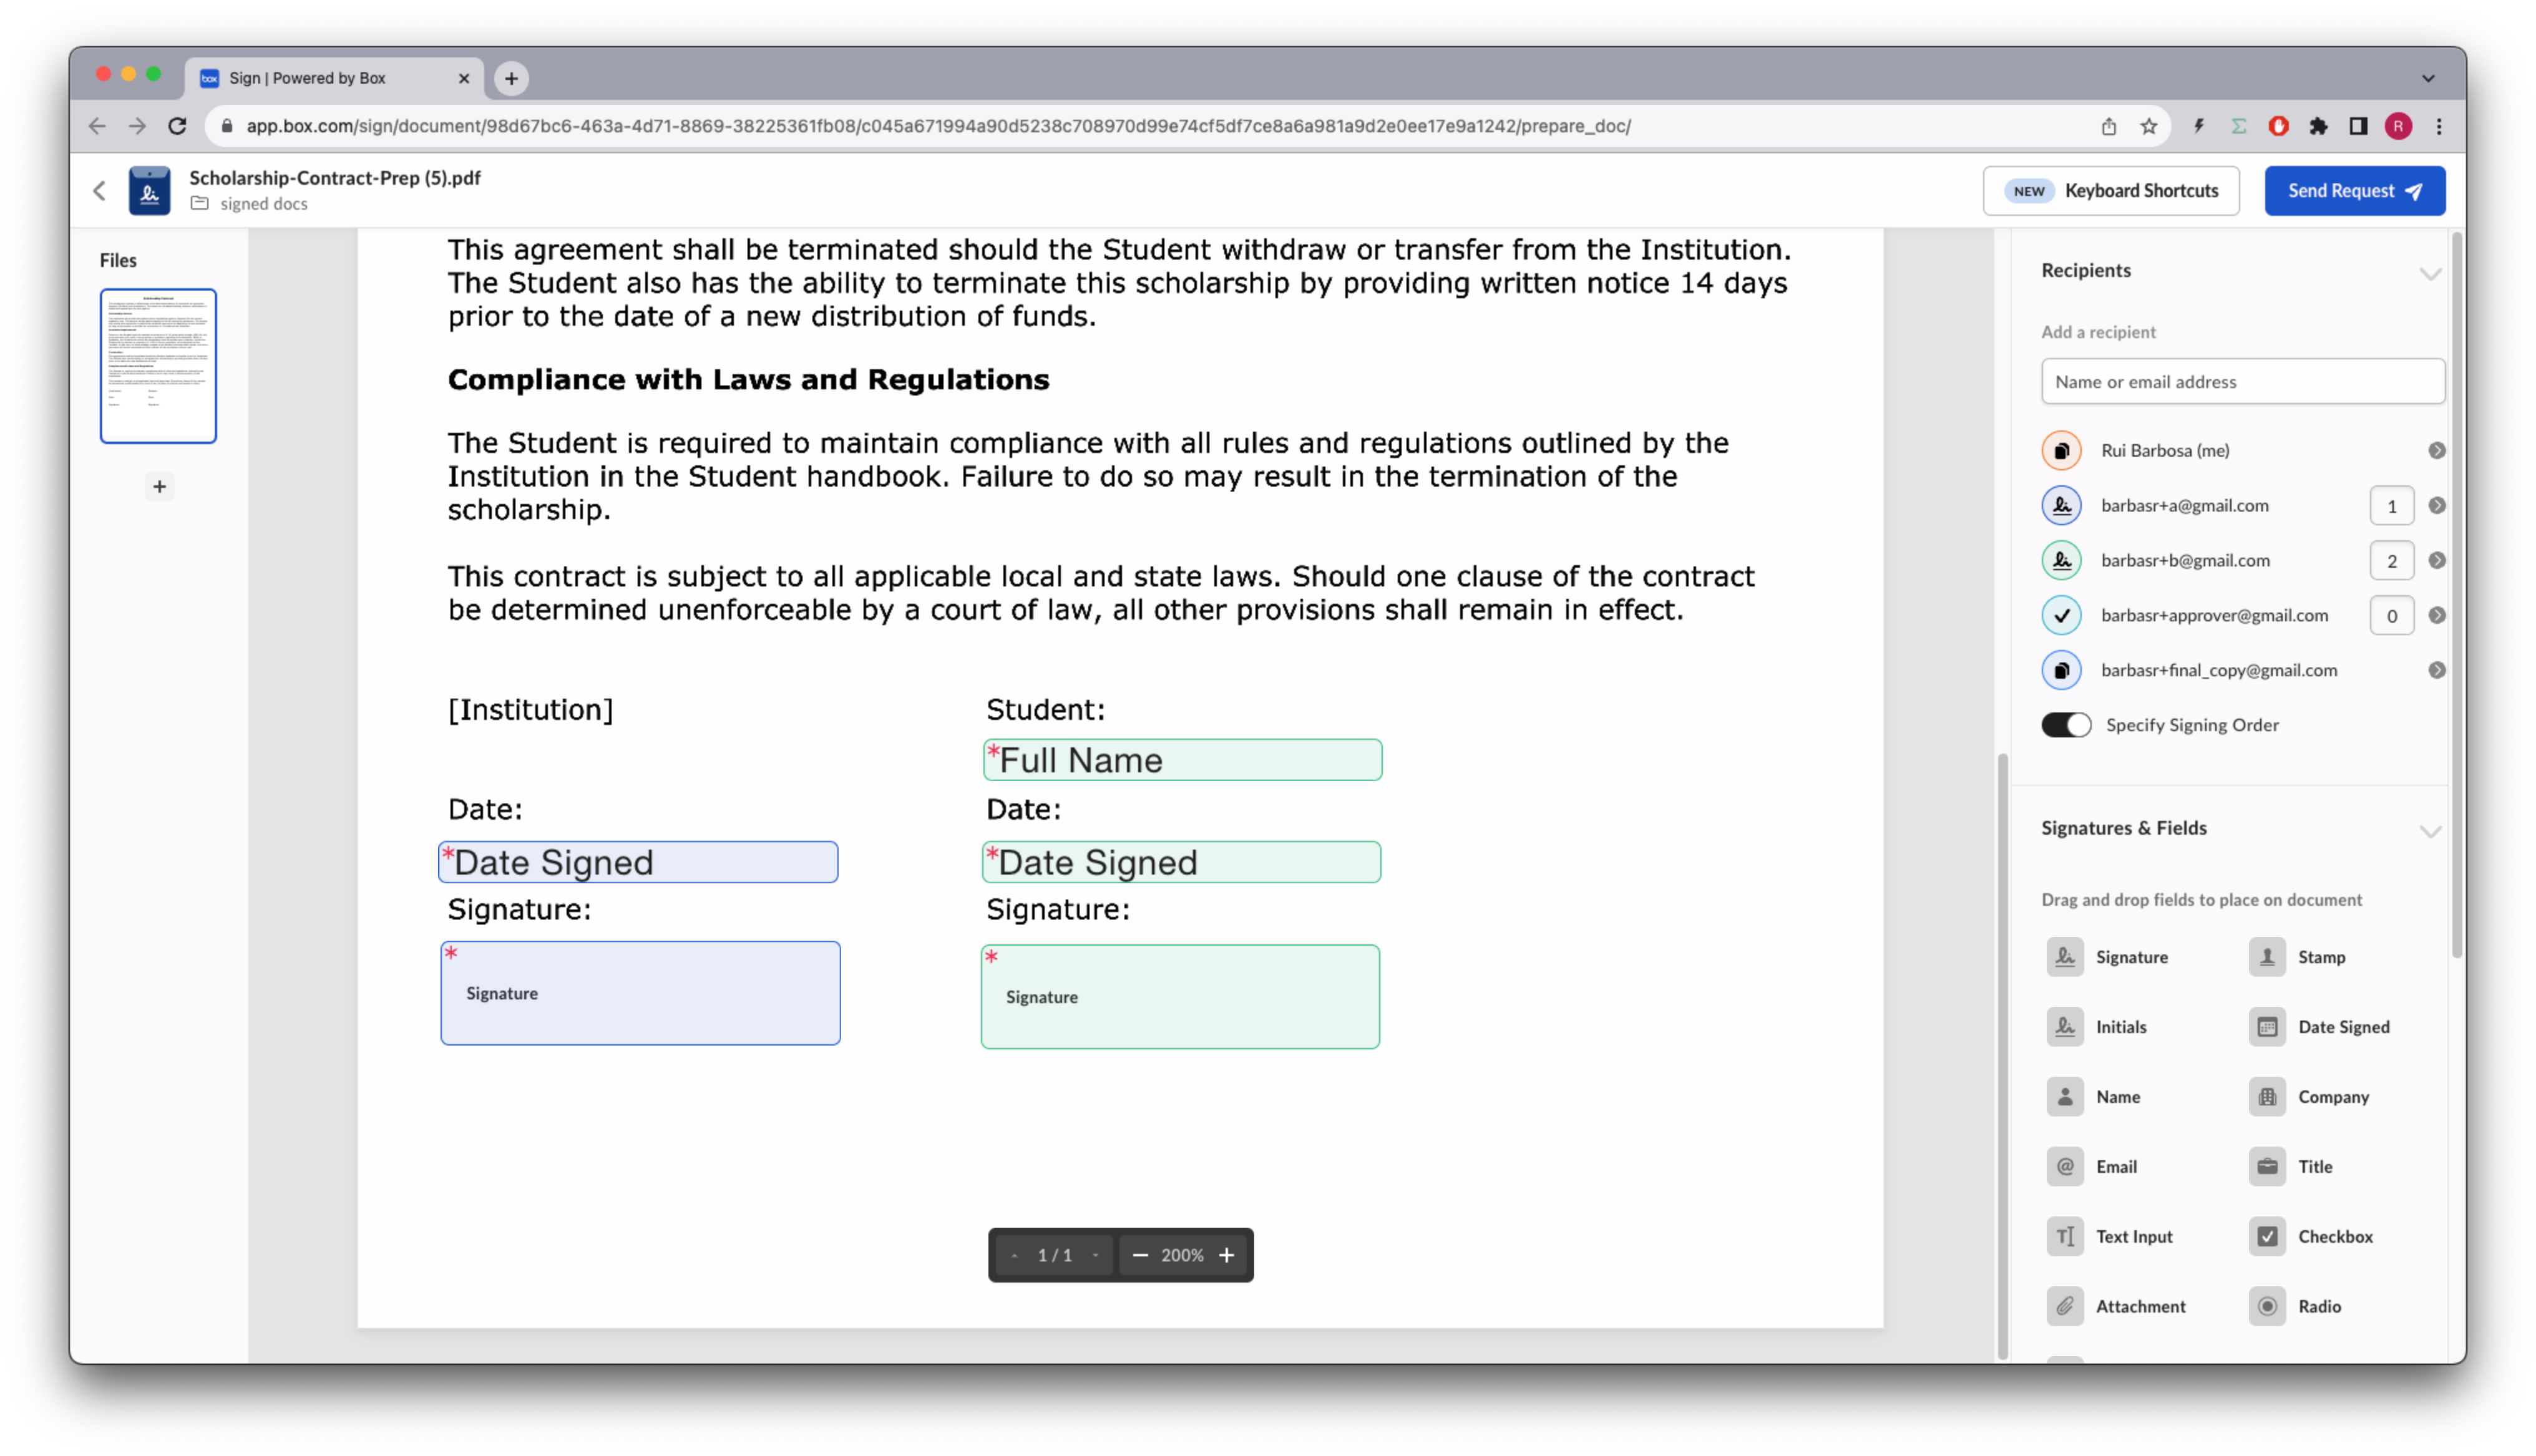 Sign | Powered by Box
app.box.com/sign/document/98d67bc6-463a-4d71-8869-38225361fb08/c045a671994a90d5238c708970d99e74cf5df7ce8a6a981a9d2e0ee17e9a1242/prepare_doc/
R
Scholarship-Contract-Prep (5).pdf
signed docs
NEW Keyboard Shortcuts
Send Request
Files
This agreement shall be terminated should the Student withdraw or transfer from the Institution.
The Student also has the ability to terminate this scholarship by providing written notice 14 days
prior to the date of a new distribution of funds.
Compliance with Laws and Regulations
The Student is required to maintain compliance with all rules and regulations outlined by the
Institution in the Student handbook. Failure to do so may result in the termination of the
scholarship.
This contract is subject to all applicable local and state laws. Should one clause of the contract
be determined unenforceable by a court of law, all other provisions shall remain in effect.
[Institution]
Student:
*Full Name
Date:
Date:
*Date Signed
*Date Signed
Signature:
Signature:
*
Signature
*
Signature
1 / 1
200%
Recipients
Add a recipient
Name or email address
Rui Barbosa (me)
barbasr+a@gmail.com 1
barbasr+b@gmail.com 2
barbasr+approver@gmail.com 0
barbasr+final_copy@gmail.com
Specify Signing Order
Signatures & Fields
Drag and drop fields to place on document
Signature
Stamp
Initials
Date Signed
Name
Company
Email
Title
Text Input
Checkbox
Attachment
Radio